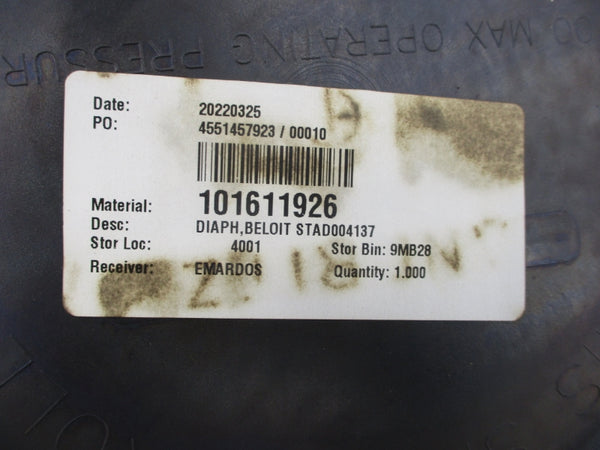 OO MAX OPERATING PRESSUR
Date: 20220325
PO: 4551457923 / 00010
Material: 101611926
Desc: DIAPH,BELOIT STAD004137
Stor Loc: 4001 Stor Bin: 9MB28
Receiver: EMARDOS Quantity: 1.000